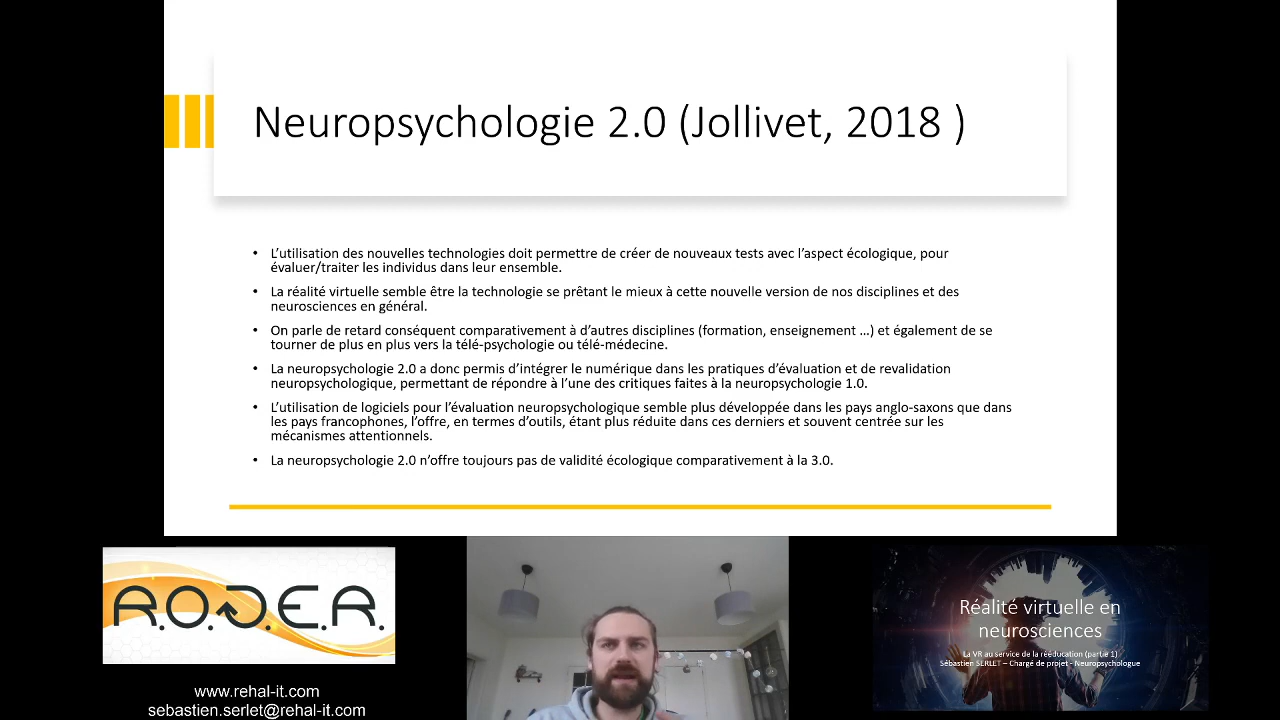 Neuropsychologie 2.0 (Jollivet, 2018 )
• L’utilisation des nouvelles technologies doit permettre de créer de nouveaux tests avec l’aspect écologique, pour
évaluer/traiter les individus dans leur ensemble.
• La réalité virtuelle semble être la technologie se prêtant le mieux à cette nouvelle version de nos disciplines et des
neurosciences en général.
• On parle de retard conséquent comparativement à d’autres disciplines (formation, enseignement …) et également de se
tourner de plus en plus vers la télé-psychologie ou télé-médecine.
• La neuropsychologie 2.0 a donc permis d’intégrer le numérique dans les pratiques d’évaluation et de revalidation
neuropsychologique, permettant de répondre à l’une des critiques faites à la neuropsychologie 1.0.
• L’utilisation de logiciels pour l’évaluation neuropsychologique semble plus développée dans les pays anglo-saxons que dans
les pays francophones, l’offre, en termes d’outils, étant plus réduite dans ces derniers et souvent centrée sur les
mécanismes attentionnels.
• La neuropsychologie 2.0 n’offre toujours pas de validité écologique comparativement à la 3.0.
R.O.D.E.R.
www.rehal-it.com
sebastien.serlet@rehal-it.com
Réalité virtuelle en
neurosciences
La VR au service de la rééducation (partie 1)
Sébastien SERLET – Chargé de projet - Neuropsychologue